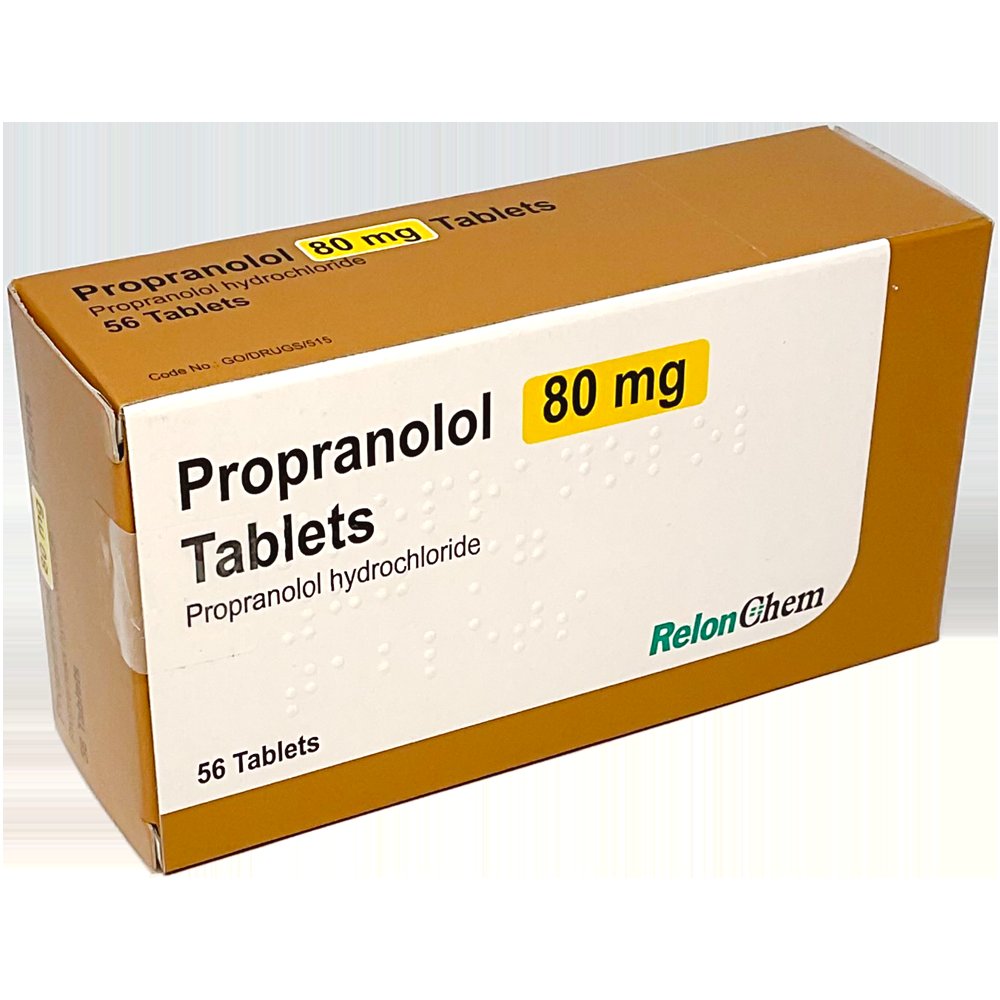 Propranolol 80 mg Tablets
Propranolol hydrochloride
56 Tablets
Code No : GO/DRUGS/515
Propranolol 80 mg
Tablets
Propranolol hydrochloride
RelonChem
56 Tablets